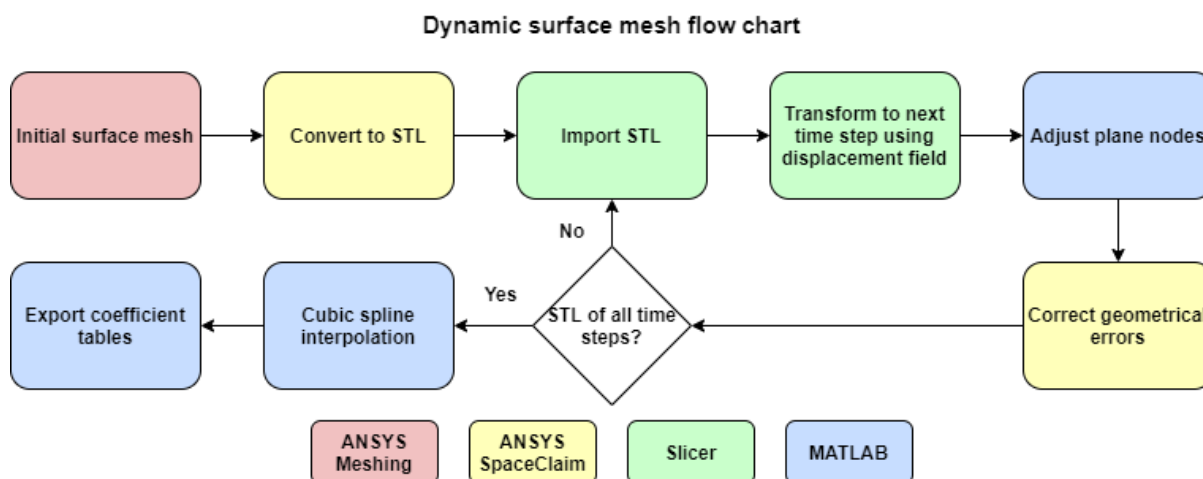 Dynamic surface mesh flow chart
Initial surface mesh
Convert to STL
Import STL
Transform to next
time step using
displacement field
Adjust plane nodes
No
Yes
Export coefficient
tables
Cubic spline
interpolation
STL of all time
steps?
Correct geometrical
errors
ANSYS
Meshing
ANSYS
SpaceClaim
Slicer
MATLAB